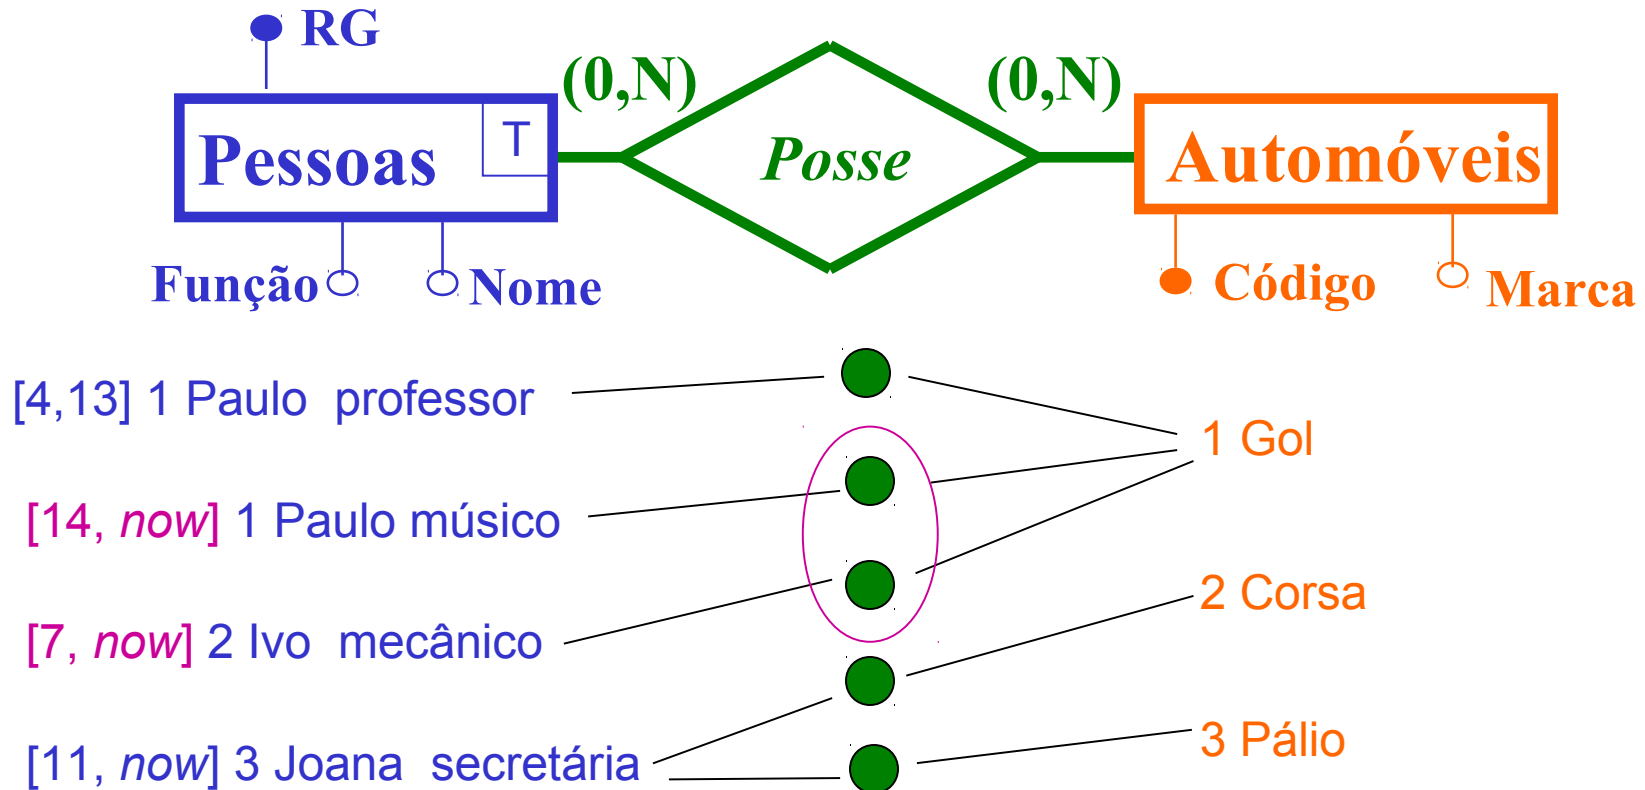 RG
(0,N) (0,N)
Pessoas T Posse Automóveis
Função Nome Código Marca
[4,13] 1 Paulo professor
1 Gol
[14, now] 1 Paulo músico
2 Corsa
[7, now] 2 Ivo mecânico
3 Pálio
[11, now] 3 Joana secretária